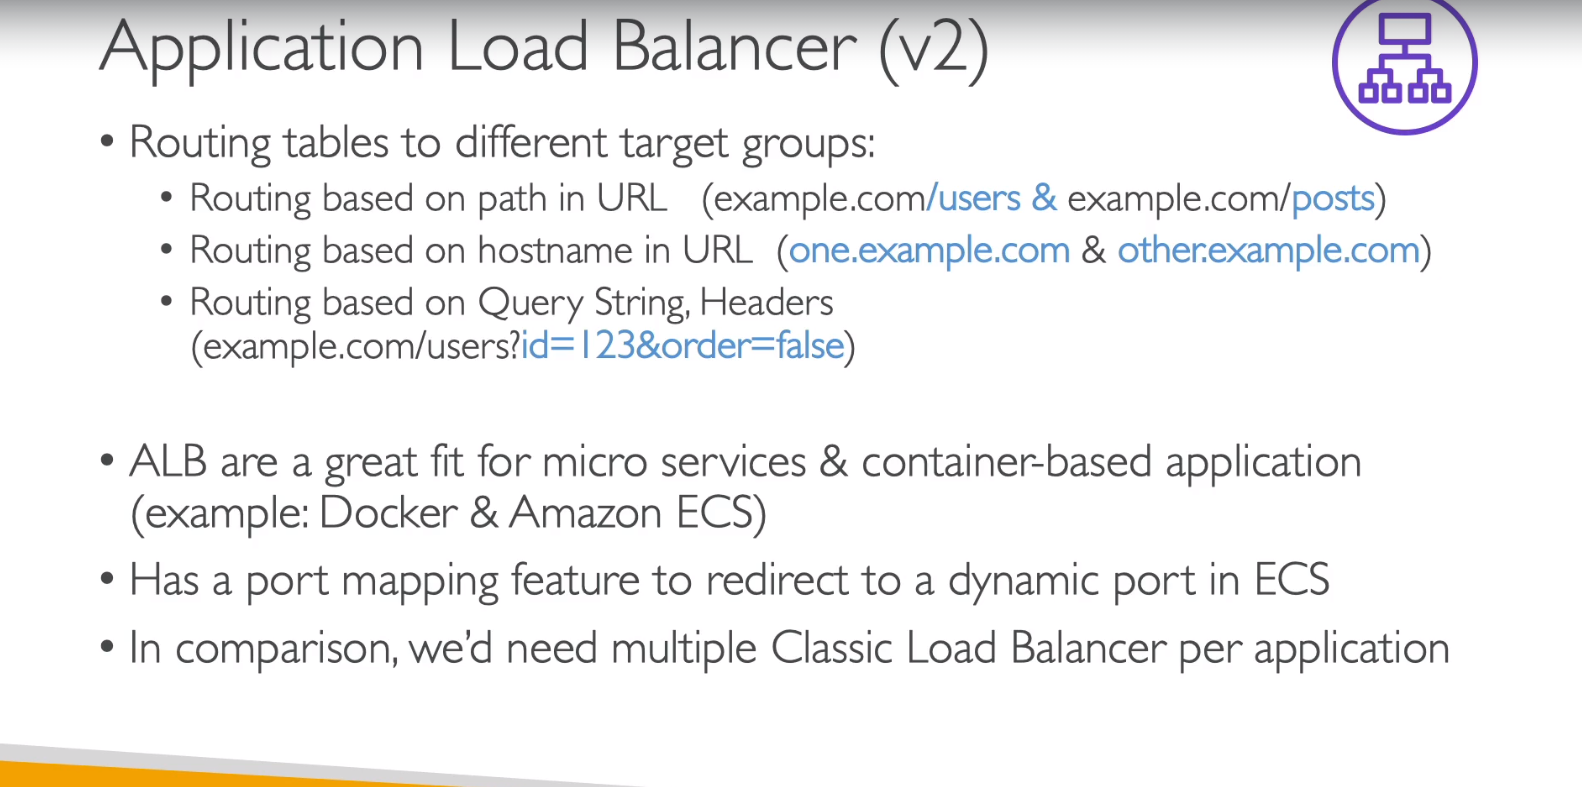 Application Load Balancer (v2)
• Routing tables to different target groups:
• Routing based on path in URL (example.com/users & example.com/posts)
• Routing based on hostname in URL (one.example.com & other.example.com)
• Routing based on Query String, Headers
(example.com/users?id=123&order=false)
• ALB are a great fit for micro services & container-based application
(example: Docker & Amazon ECS)
• Has a port mapping feature to redirect to a dynamic port in ECS
• In comparison, we’d need multiple Classic Load Balancer per application